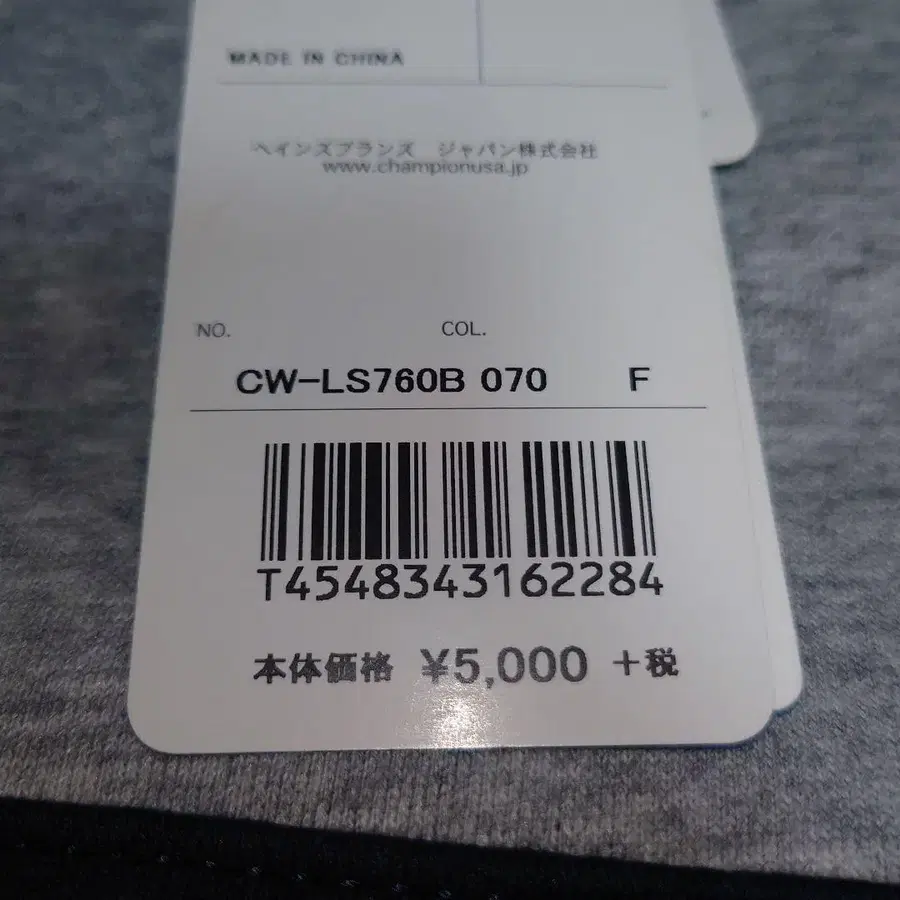 MADE IN CHINA
ヘインズブランズ ジャパン株式会社
www.championusa.jp
NO. COL.
CW-LS760B 070 F
T4548343162284
本体価格 ¥5,000 +税